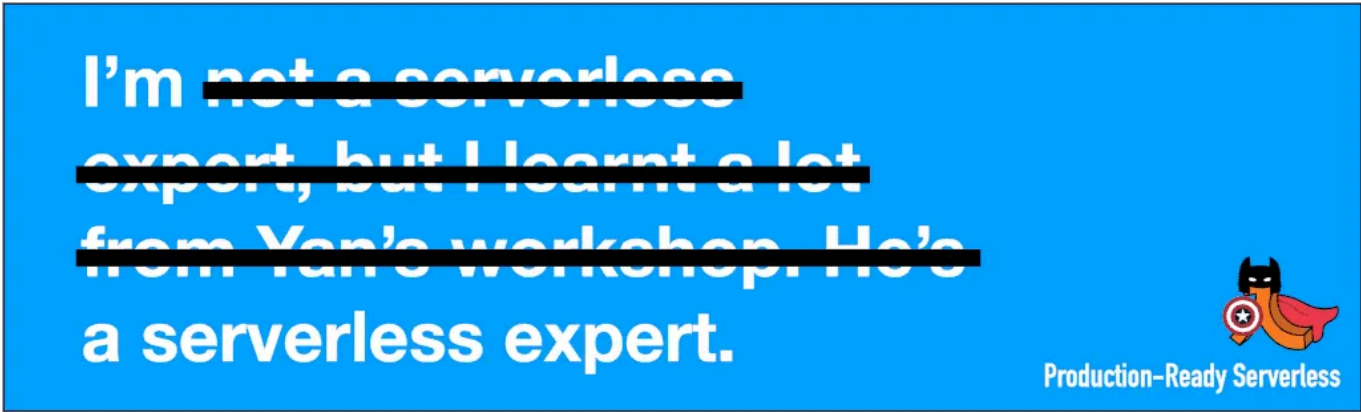 I'm not a serverless
expert, but I learnt a lot
from Yan's workshop. He's
a serverless expert.
Production-Ready Serverless